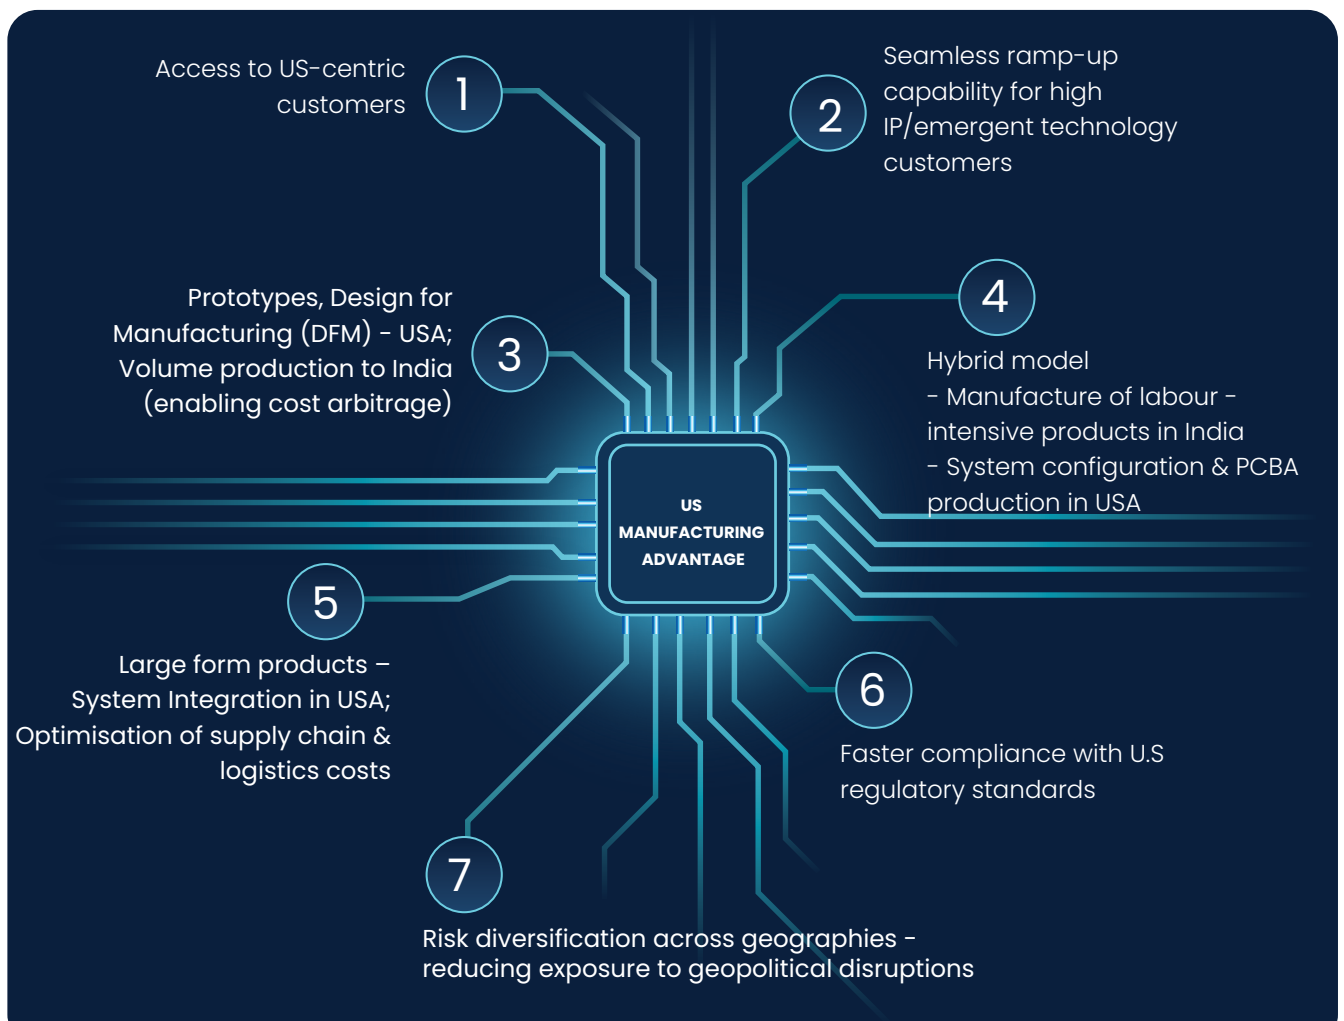 Access to US-centric
customers
1
2
Seamless ramp-up
capability for high
IP/emergent technology
customers
Prototypes, Design for
Manufacturing (DFM) - USA;
Volume production to India
(enabling cost arbitrage)
3
4
Hybrid model
- Manufacture of labour -
intensive products in India
- System configuration & PCBA
production in USA
US
MANUFACTURING
ADVANTAGE
5
Large form products –
System Integration in USA;
Optimisation of supply chain &
logistics costs
6
Faster compliance with U.S
regulatory standards
7
Risk diversification across geographies -
reducing exposure to geopolitical disruptions